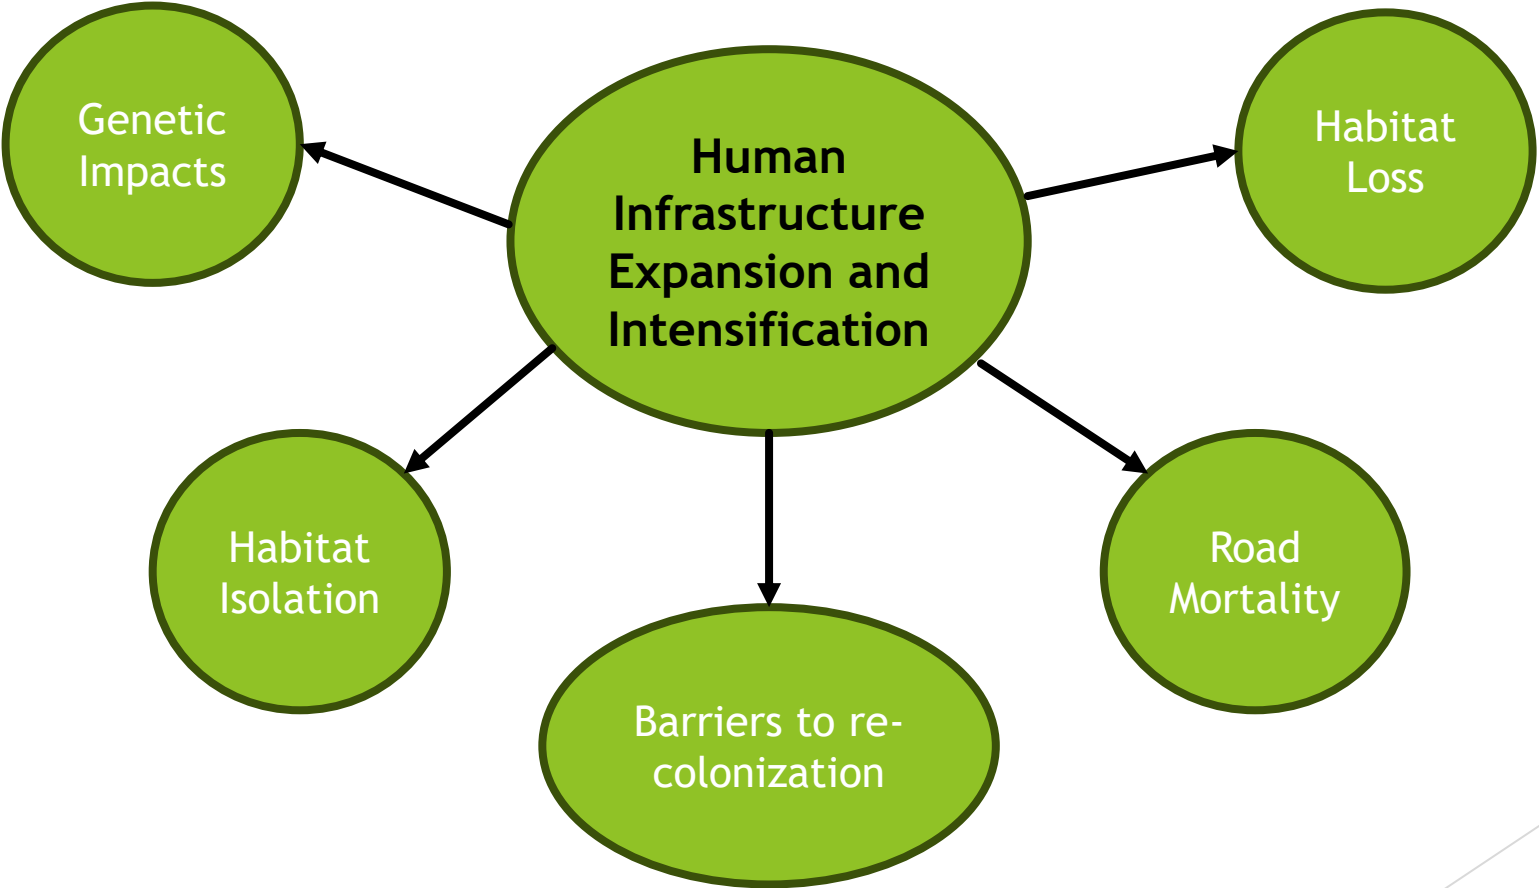 Genetic
Impacts
Human
Infrastructure
Expansion and
Intensification
Habitat
Loss
Habitat
Isolation
Barriers to re-
colonization
Road
Mortality